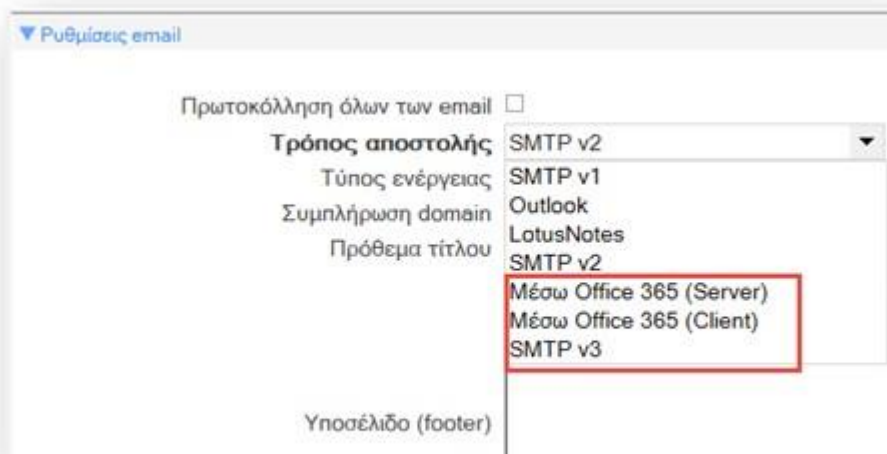 Ρυθμίσεις email
Πρωτοκόλληση όλων των email
Τρόπος αποστολής SMTP v2
Τύπος ενέργειας SMTP v1
Συμπλήρωση domain Outlook
LotusNotes
Πρόθεμα τίτλου
SMTP v2
Μέσω Office 365 (Server)
Μέσω Office 365 (Client)
SMTP v3
Υποσέλιδο (footer)